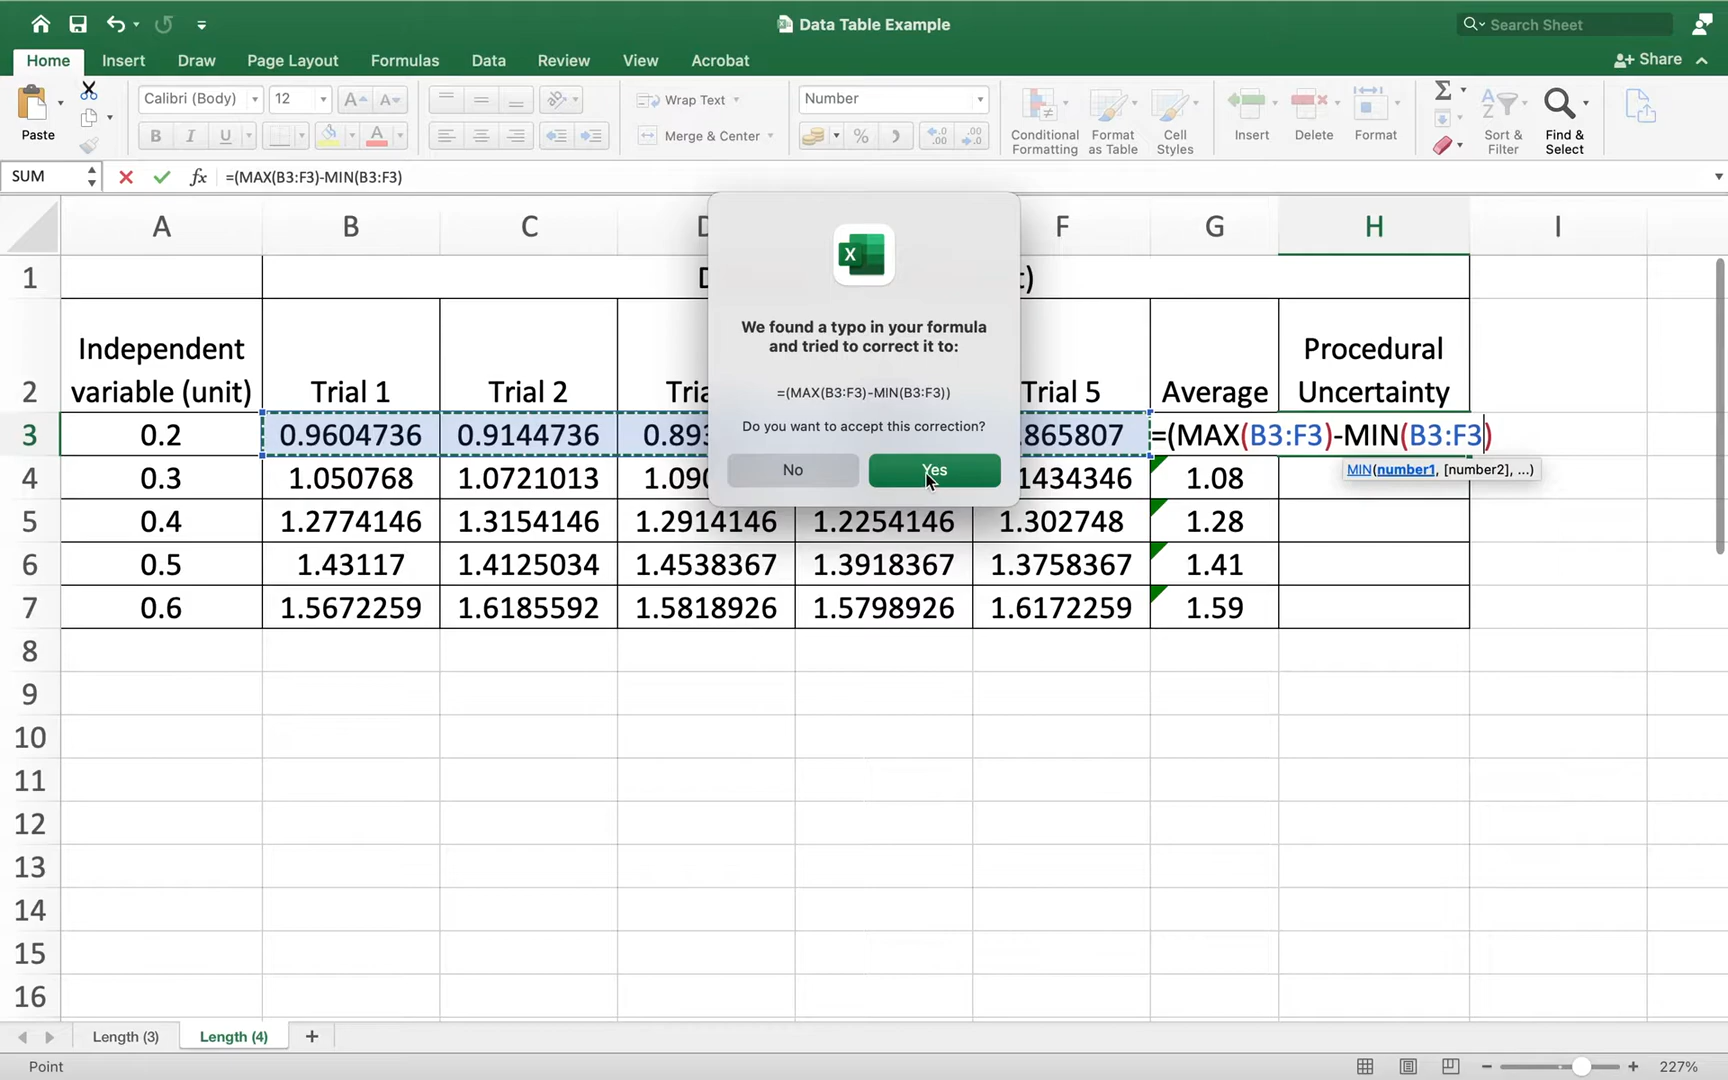 Data Table Example
Search Sheet
Home Insert Draw Page Layout Formulas Data Review View Acrobat
Share
Paste
Calibri (Body) 12
Wrap Text
Merge & Center
Number
Conditional Formatting
Format as Table
Cell Styles
Insert
Delete
Format
Sort & Filter
Find & Select
SUM fx =(MAX(B3:F3)-MIN(B3:F3)
A B F G H I
1
2 Independent variable (unit) Trial 1 Trial 2 Trial 5 Average Procedural Uncertainty
3 0.2 0.9604736 0.9144736 =(MAX(B3:F3)-MIN(B3:F3)
MIN(number1, [number2], ...)
4 0.3 1.050768 1.0721013 1.08
5 0.4 1.2774146 1.3154146 1.2914146 1.2254146 1.302748 1.28
6 0.5 1.43117 1.4125034 1.4538367 1.3918367 1.3758367 1.41
7 0.6 1.5672259 1.6185592 1.5818926 1.5798926 1.6172259 1.59
8
9
10
11
12
13
14
15
16
We found a typo in your formula
and tried to correct it to:
=(MAX(B3:F3)-MIN(B3:F3))
Do you want to accept this correction?
No Yes
Length (3) Length (4) +
Point
227%